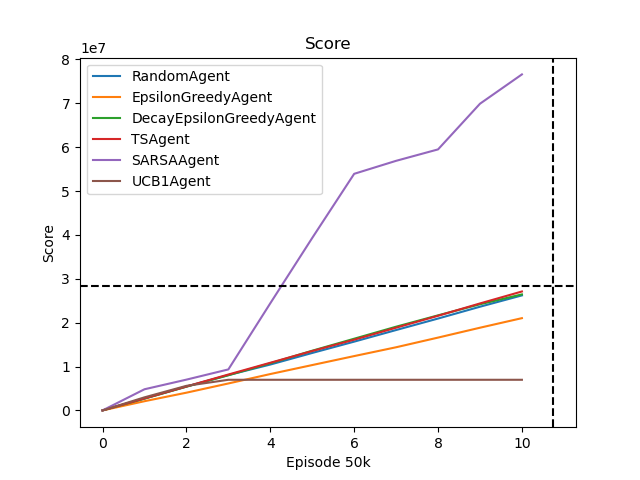 Score
1e7
8
7
6
5
4
3
2
1
0
Score
RandomAgent
EpsilonGreedyAgent
DecayEpsilonGreedyAgent
TSAgent
SARSAAgent
UCB1Agent
0 2 4 6 8 10
Episode 50k